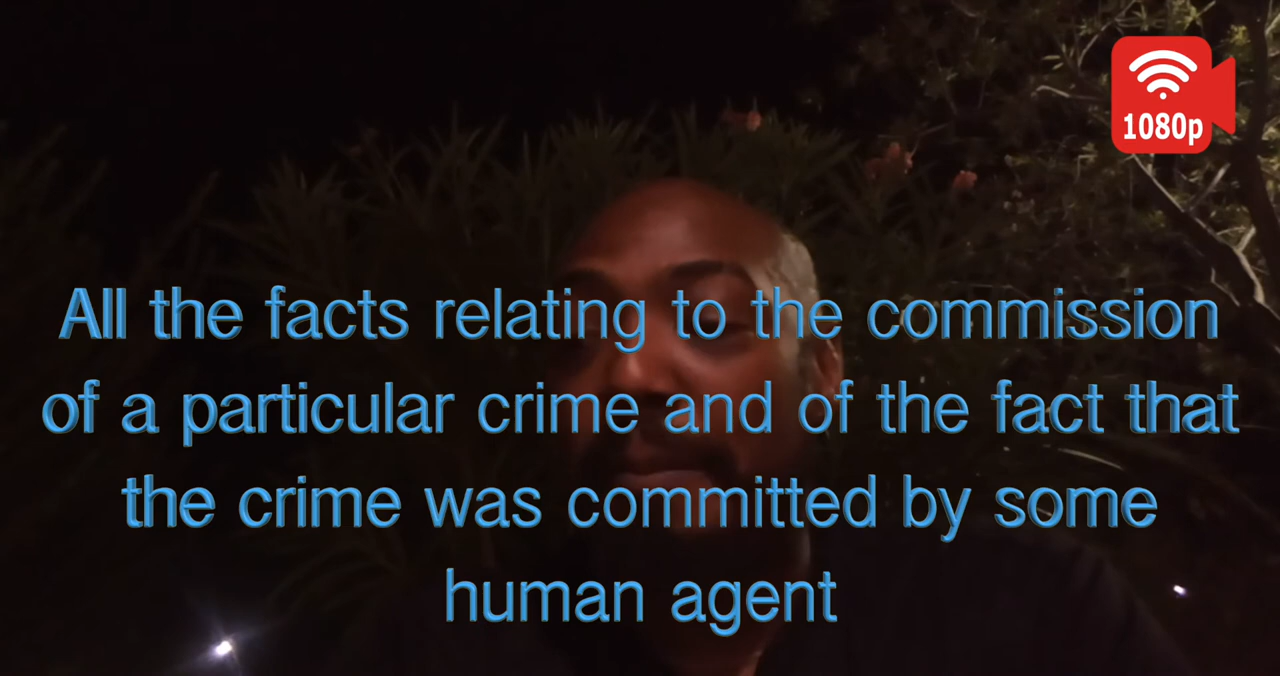 1080p
All the facts relating to the commission
of a particular crime and of the fact that
the crime was committed by some
human agent